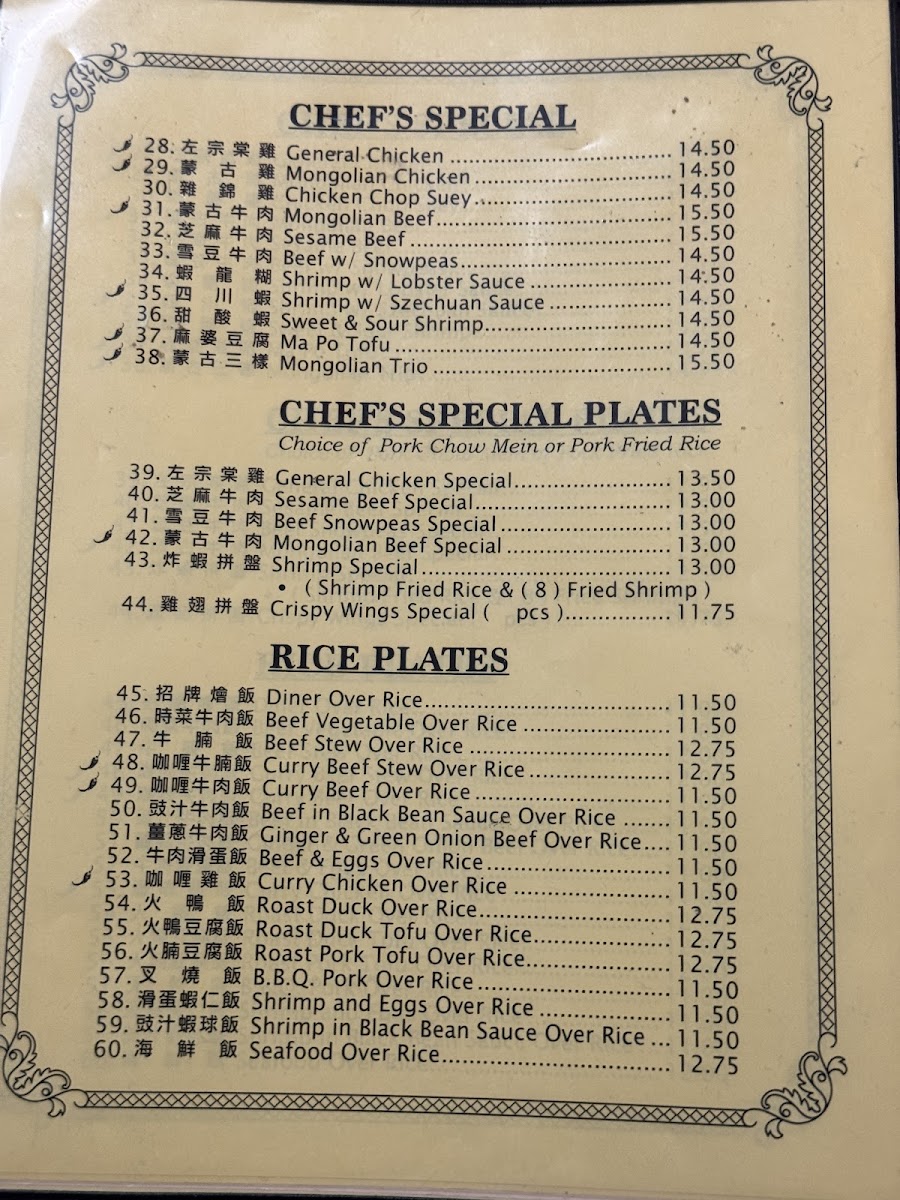 CHEF'S SPECIAL
28. 左宗棠雞 General Chicken ........ 14.50
29. 蒙古雞 Mongolian Chicken ........ 14.50
30. 雜錦雞 Chicken Chop Suey ........ 14.50
31. 蒙古牛肉 Mongolian Beef ........ 15.50
32. 芝麻牛肉 Sesame Beef ........ 15.50
33. 雪豆牛肉 Beef w/ Snowpeas ........ 14.50
34. 蝦龍糊 Shrimp w/ Lobster Sauce ........ 14.50
35. 四川蝦 Shrimp w/ Szechuan Sauce ........ 14.50
36. 甜酸蝦 Sweet & Sour Shrimp ........ 14.50
37. 麻婆豆腐 Ma Po Tofu ........ 14.50
38. 蒙古三樣 Mongolian Trio ........ 15.50
CHEF'S SPECIAL PLATES
Choice of Pork Chow Mein or Pork Fried Rice
39. 左宗棠雞 General Chicken Special ........ 13.50
40. 芝麻牛肉 Sesame Beef Special ........ 13.00
41. 雪豆牛肉 Beef Snowpeas Special ........ 13.00
42. 蒙古牛肉 Mongolian Beef Special ........ 13.00
43. 炸蝦拼盤 Shrimp Special ........ 13.00
• ( Shrimp Fried Rice & ( 8 ) Fried Shrimp )
44. 雞翅拼盤 Crispy Wings Special (    pcs ) ........ 11.75
RICE PLATES
45. 招牌燴飯 Diner Over Rice ........ 11.50
46. 時菜牛肉飯 Beef Vegetable Over Rice ........ 11.50
47. 牛腩飯 Beef Stew Over Rice ........ 12.75
48. 咖喱牛腩飯 Curry Beef Stew Over Rice ........ 12.75
49. 咖喱牛肉飯 Curry Beef Over Rice ........ 11.50
50. 豉汁牛肉飯 Beef in Black Bean Sauce Over Rice ....... 11.50
51. 薑蔥牛肉飯 Ginger & Green Onion Beef Over Rice.... 11.50
52. 牛肉滑蛋飯 Beef & Eggs Over Rice ........ 11.50
53. 咖喱雞飯 Curry Chicken Over Rice ........ 11.50
54. 火鴨飯 Roast Duck Over Rice ........ 12.75
55. 火鴨豆腐飯 Roast Duck Tofu Over Rice ........ 12.75
56. 火腩豆腐飯 Roast Pork Tofu Over Rice ........ 12.75
57. 叉燒飯 B.B.Q. Pork Over Rice ........ 11.50
58. 滑蛋蝦仁飯 Shrimp and Eggs Over Rice ........ 11.50
59. 豉汁蝦球飯 Shrimp in Black Bean Sauce Over Rice ... 11.50
60. 海鮮飯 Seafood Over Rice ........ 12.75